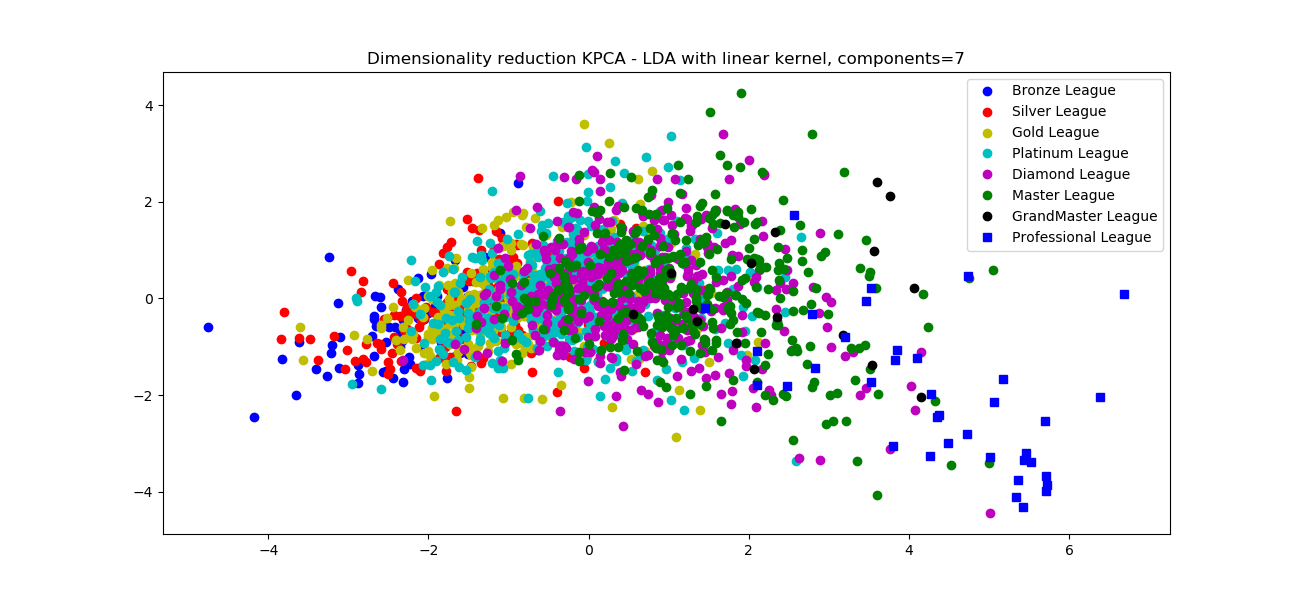 Dimensionality reduction KPCA - LDA with linear kernel, components=7
Bronze League
Silver League
Gold League
Platinum League
Diamond League
Master League
GrandMaster League
Professional League
4
2
0
−2
−4
−4
−2
0
2
4
6